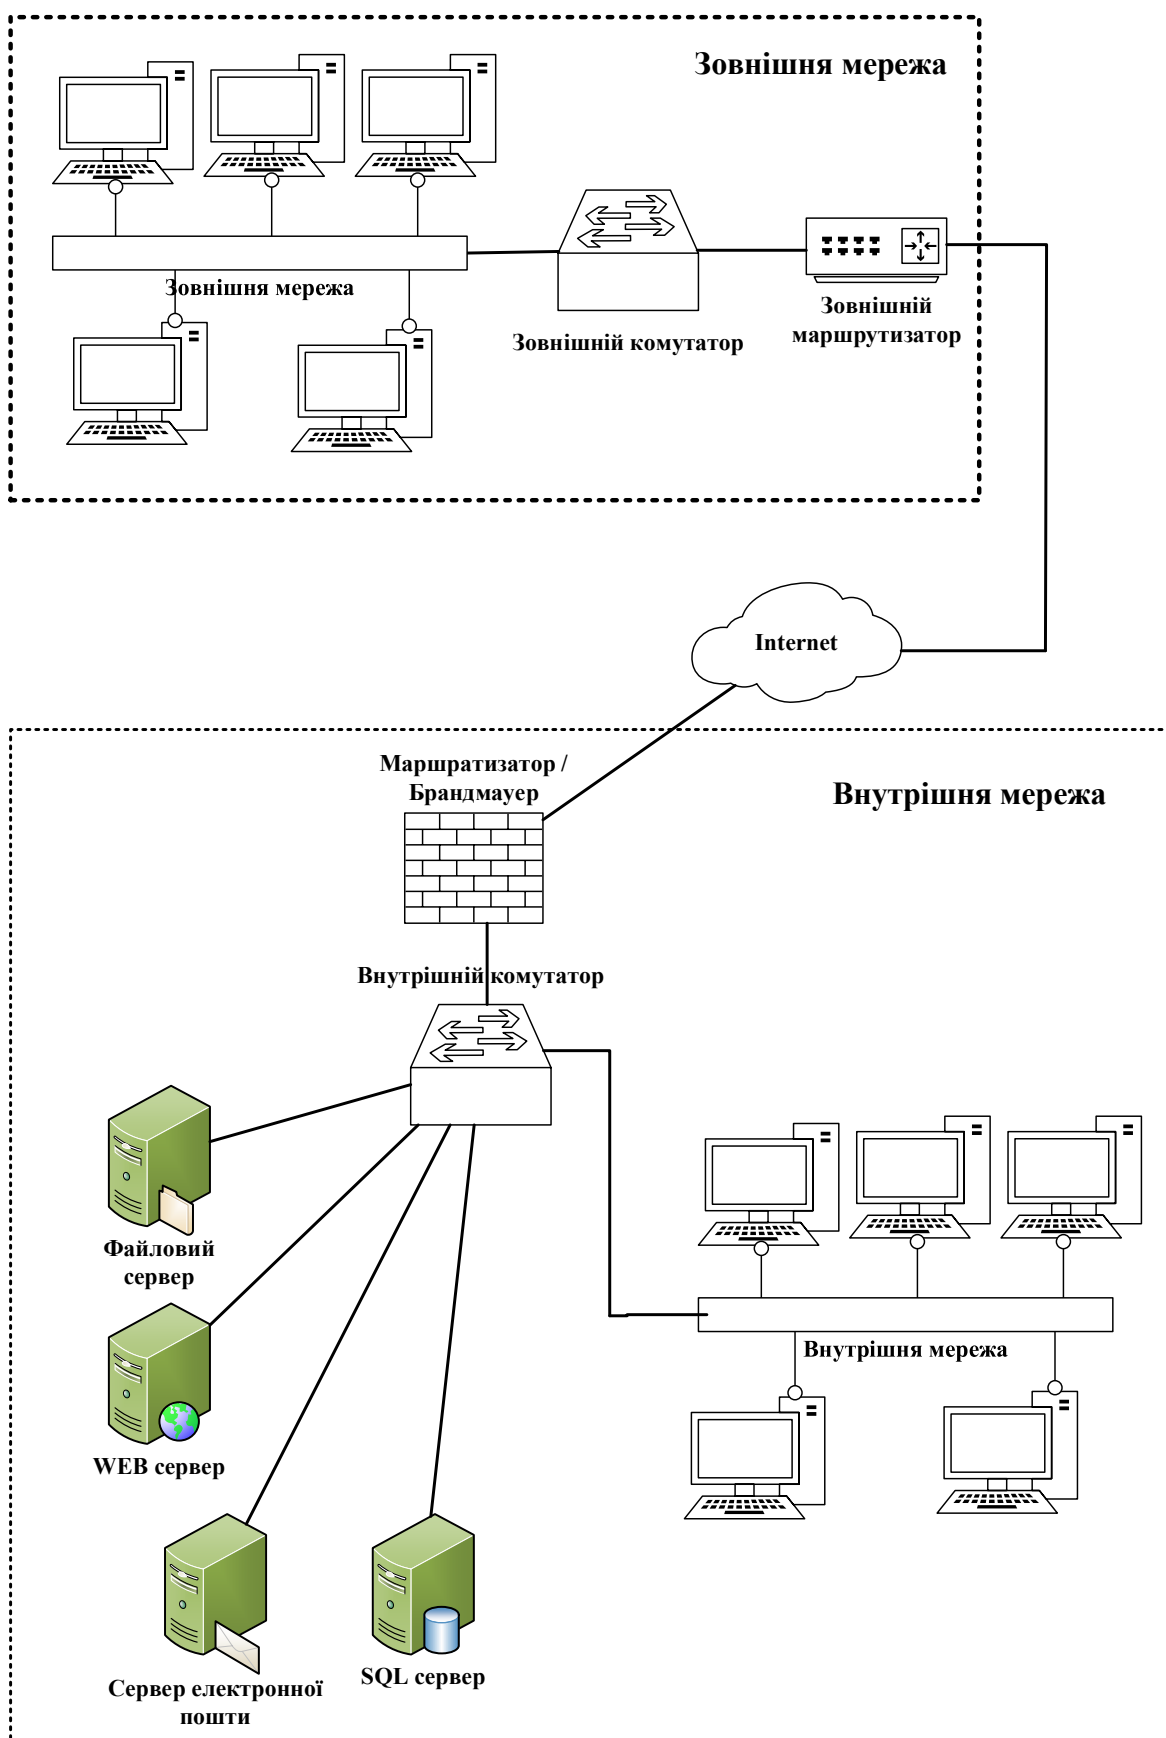 Зовнішня мережа
Зовнішня мережа
Зовнішній комутатор
Зовнішній
маршрутизатор
Internet
Маршратизатор /
Брандмауер
Внутрішня мережа
Внутрішній комутатор
Файловий
сервер
Внутрішня мережа
WEB сервер
Сервер електронної
пошти
SQL сервер